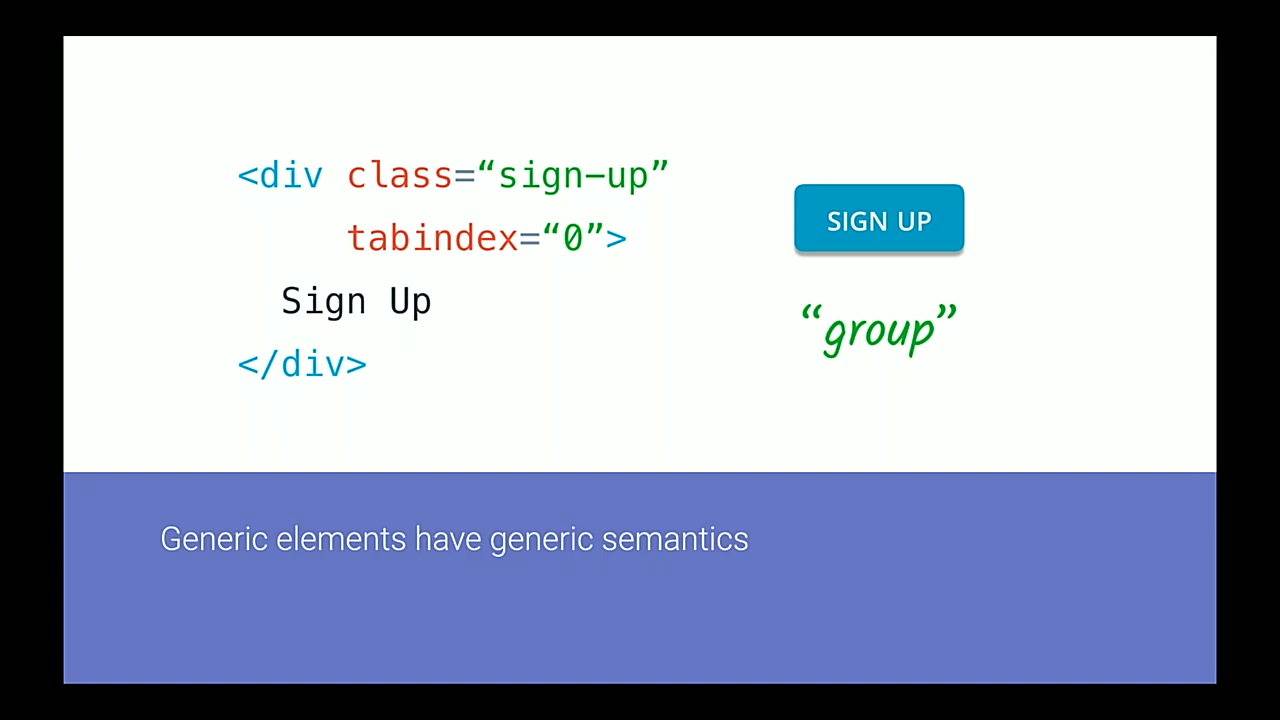 <div class=“sign-up”
tabindex=“0”>
Sign Up
</div>
SIGN UP
“group”
Generic elements have generic semantics